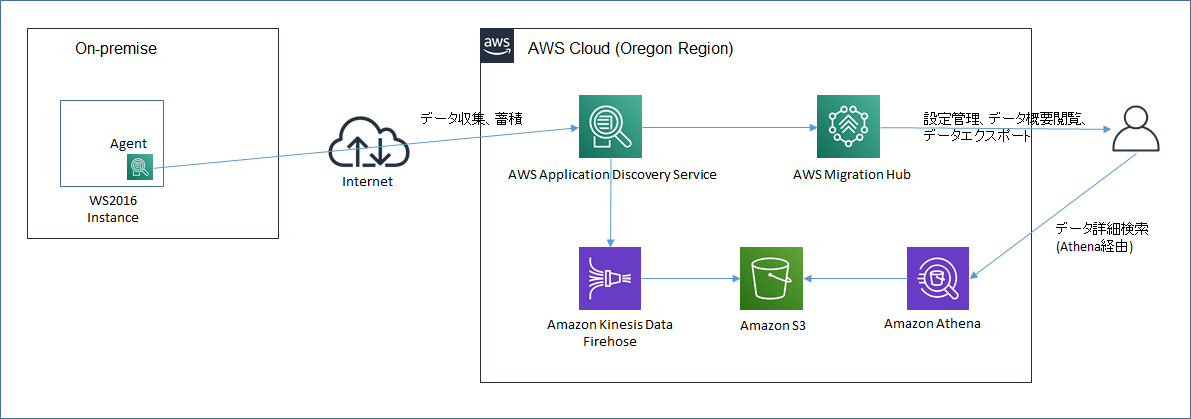 On-premise
Agent
WS2016
Instance
Internet
データ収集、蓄積
aws
AWS Cloud (Oregon Region)
AWS Application Discovery Service
AWS Migration Hub
設定管理、データ概要閲覧、
データエクスポート
データ詳細検索
(Athena経由)
Amazon Kinesis Data
Firehose
Amazon S3
Amazon Athena